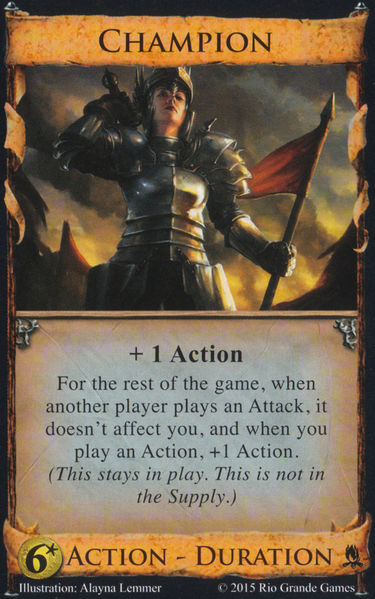 CHAMPION
+ 1 Action
For the rest of the game, when
another player plays an Attack, it
doesn't affect you, and when you
play an Action, +1 Action.
(This stays in play. This is not in
the Supply.)
6* ACTION - DURATION
Illustration: Alayna Lemmer © 2015 Rio Grande Games